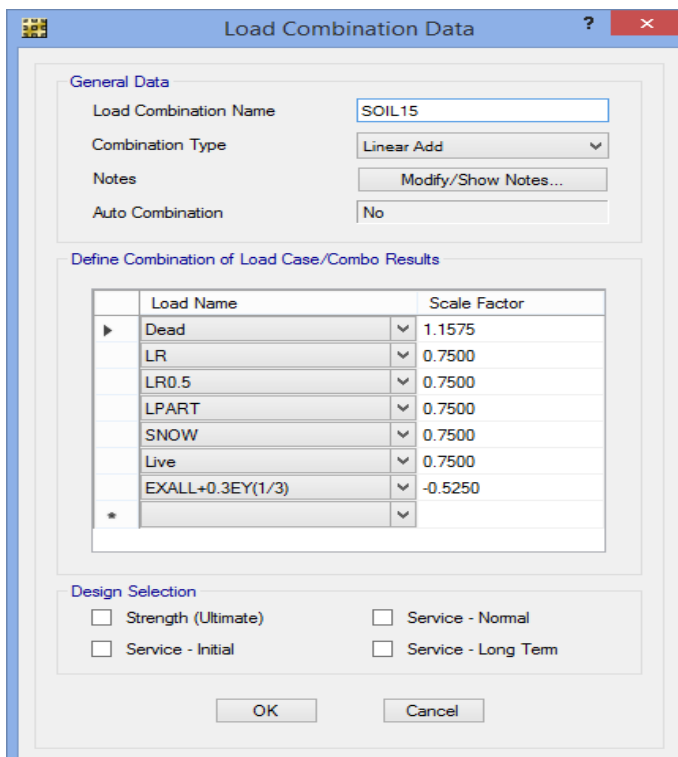 Load Combination Data ? ×
General Data
Load Combination Name SOIL15
Combination Type Linear Add
Notes Modify/Show Notes...
Auto Combination No
Define Combination of Load Case/Combo Results
Load Name Scale Factor
Dead 1.1575
LR 0.7500
LR0.5 0.7500
LPART 0.7500
SNOW 0.7500
Live 0.7500
EXALL+0.3EY(1/3) -0.5250
*
Design Selection
Strength (Ultimate) Service - Normal
Service - Initial Service - Long Term
OK Cancel